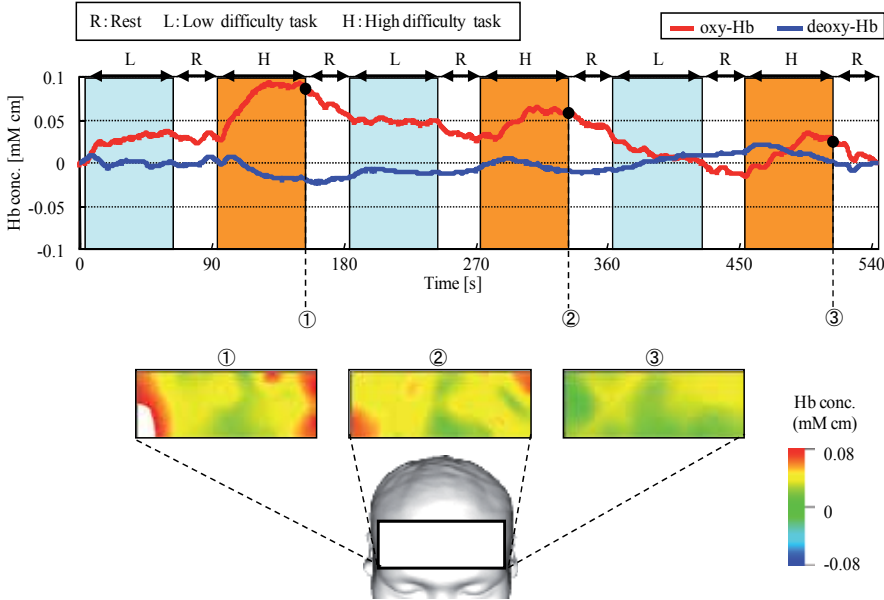 R: Rest L: Low difficulty task H: High difficulty task
oxy-Hb deoxy-Hb
L R H R L R H R L R H R
Hb conc. [mM cm]
0.1
0.05
0
-0.05
-0.1
0 90 180 270 360 450 540
Time [s]
① ② ③
① ② ③
Hb conc.
(mM cm)
0.08
0
-0.08